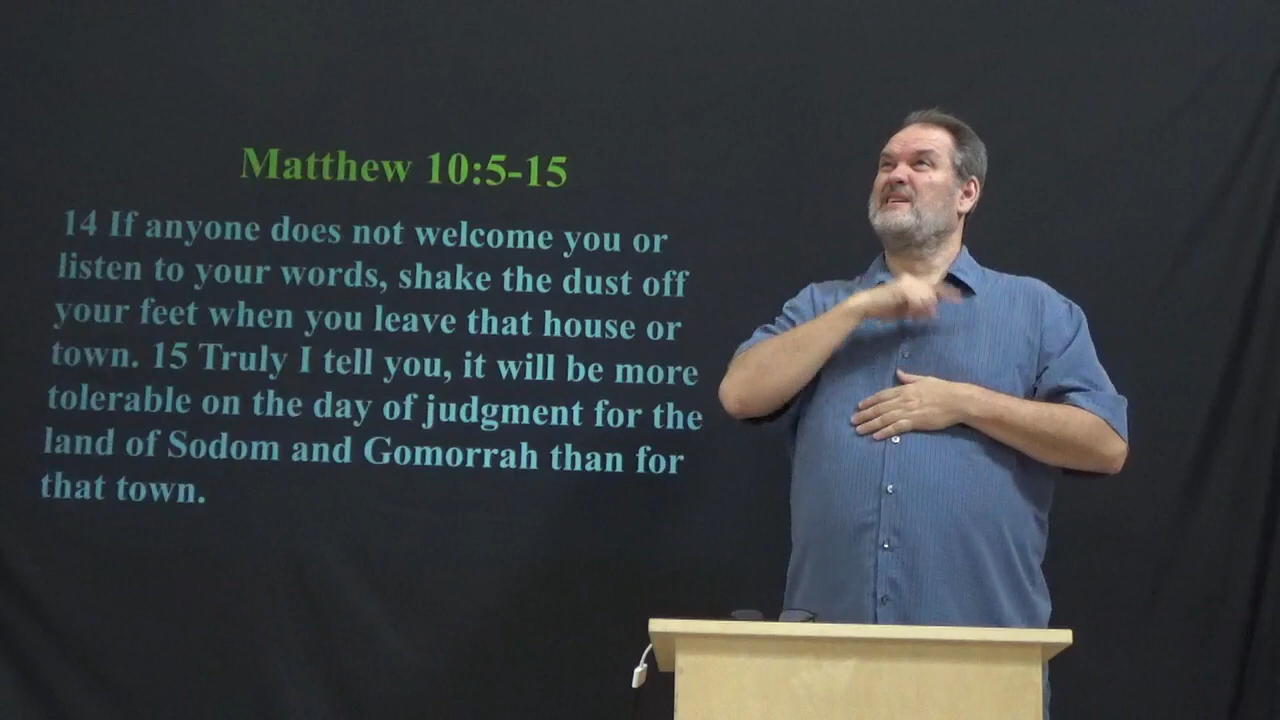 Matthew 10:5-15
14 If anyone does not welcome you or
listen to your words, shake the dust off
your feet when you leave that house or
town. 15 Truly I tell you, it will be more
tolerable on the day of judgment for the
land of Sodom and Gomorrah than for
that town.